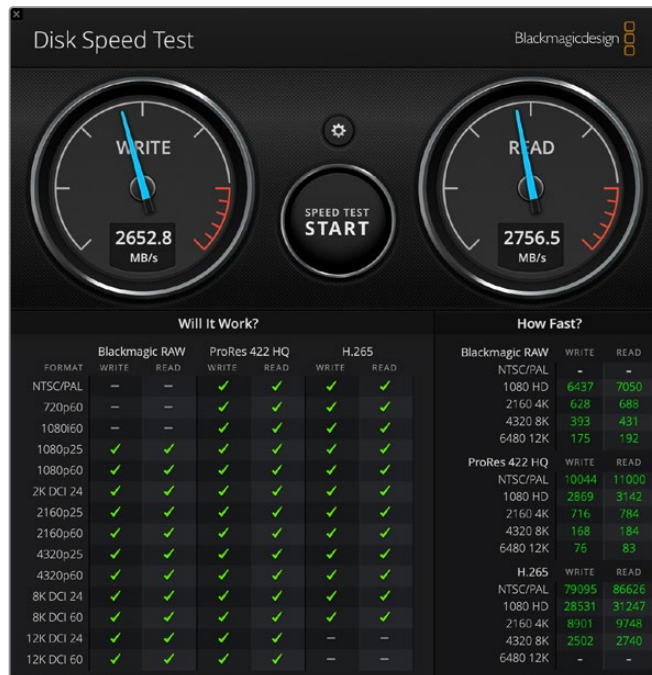 Disk Speed Test
Blackmagicdesign
WRITE
2652.8
MB/s
SPEED TEST
START
READ
2756.5
MB/s
Will It Work?
Blackmagic RAW ProRes 422 HQ H.265
FORMAT WRITE READ WRITE READ WRITE READ
NTSC/PAL – – ✓ ✓ ✓ ✓
720p60 – – ✓ ✓ ✓ ✓
1080i60 – – ✓ ✓ ✓ ✓
1080p25 ✓ ✓ ✓ ✓ ✓ ✓
1080p60 ✓ ✓ ✓ ✓ ✓ ✓
2K DCI 24 ✓ ✓ ✓ ✓ ✓ ✓
2160p25 ✓ ✓ ✓ ✓ ✓ ✓
2160p60 ✓ ✓ ✓ ✓ ✓ ✓
4320p25 ✓ ✓ ✓ ✓ ✓ ✓
4320p60 ✓ ✓ ✓ ✓ ✓ ✓
8K DCI 24 ✓ ✓ ✓ ✓ ✓ ✓
8K DCI 60 ✓ ✓ ✓ ✓ ✓ ✓
12K DCI 24 ✓ ✓ ✓ ✓ – –
12K DCI 60 ✓ ✓ ✓ ✓ – –
How Fast?
Blackmagic RAW WRITE READ
NTSC/PAL - -
1080 HD 6437 7050
2160 4K 628 688
4320 8K 393 431
6480 12K 175 192
ProRes 422 HQ WRITE READ
NTSC/PAL 10044 11000
1080 HD 2869 3142
2160 4K 716 784
4320 8K 168 184
6480 12K 76 83
H.265 WRITE READ
NTSC/PAL 79095 86626
1080 HD 28531 31247
2160 4K 8901 9748
4320 8K 2502 2740
6480 12K - -